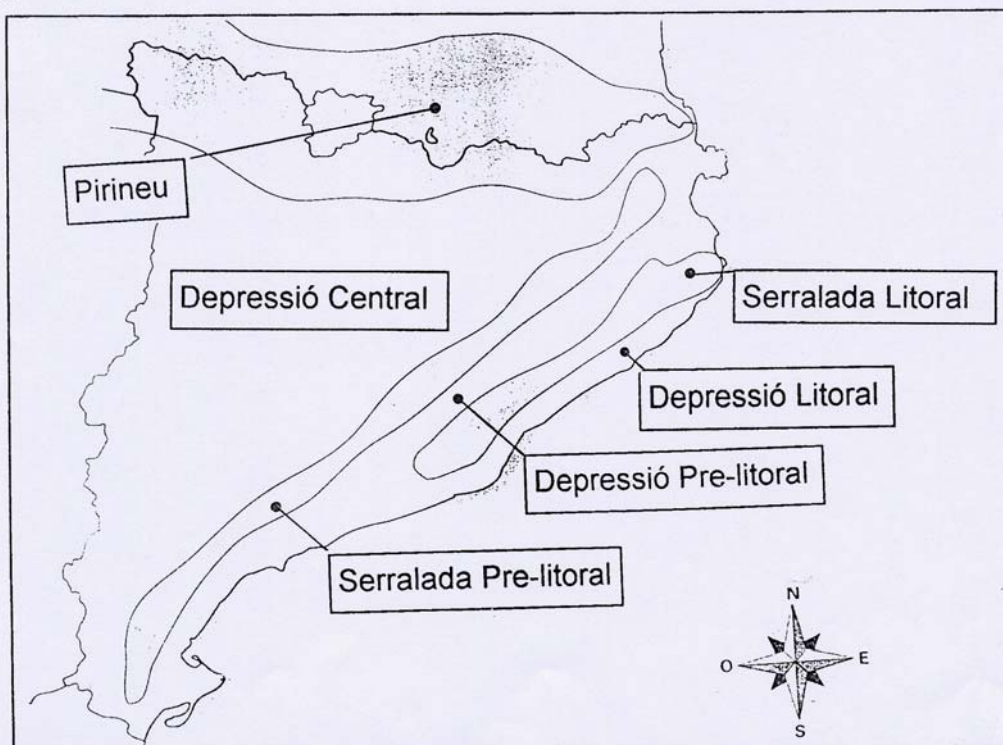 Pirineu
Depressió Central
Serralada Litoral
Depressió Litoral
Depressió Pre-litoral
Serralada Pre-litoral
N
O
E
S